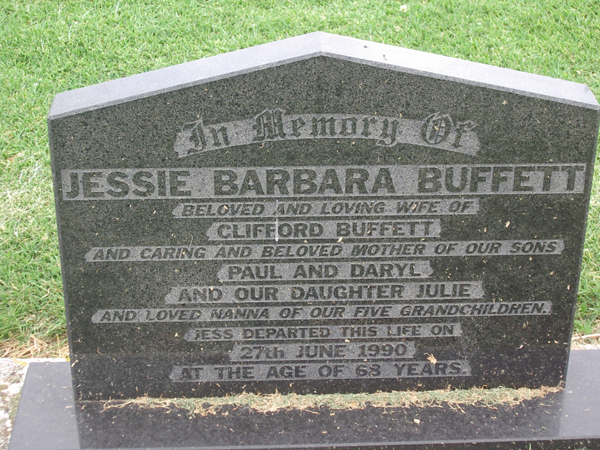 In Memory Of
JESSIE BARBARA BUFFETT
BELOVED AND LOVING WIFE OF
CLIFFORD BUFFETT
AND CARING AND BELOVED MOTHER OF OUR SONS
PAUL AND DARYL
AND OUR DAUGHTER JULIE
AND LOVED NANNA OF OUR FIVE GRANDCHILDREN.
JESS DEPARTED THIS LIFE ON
27th JUNE 1990
AT THE AGE OF 68 YEARS.